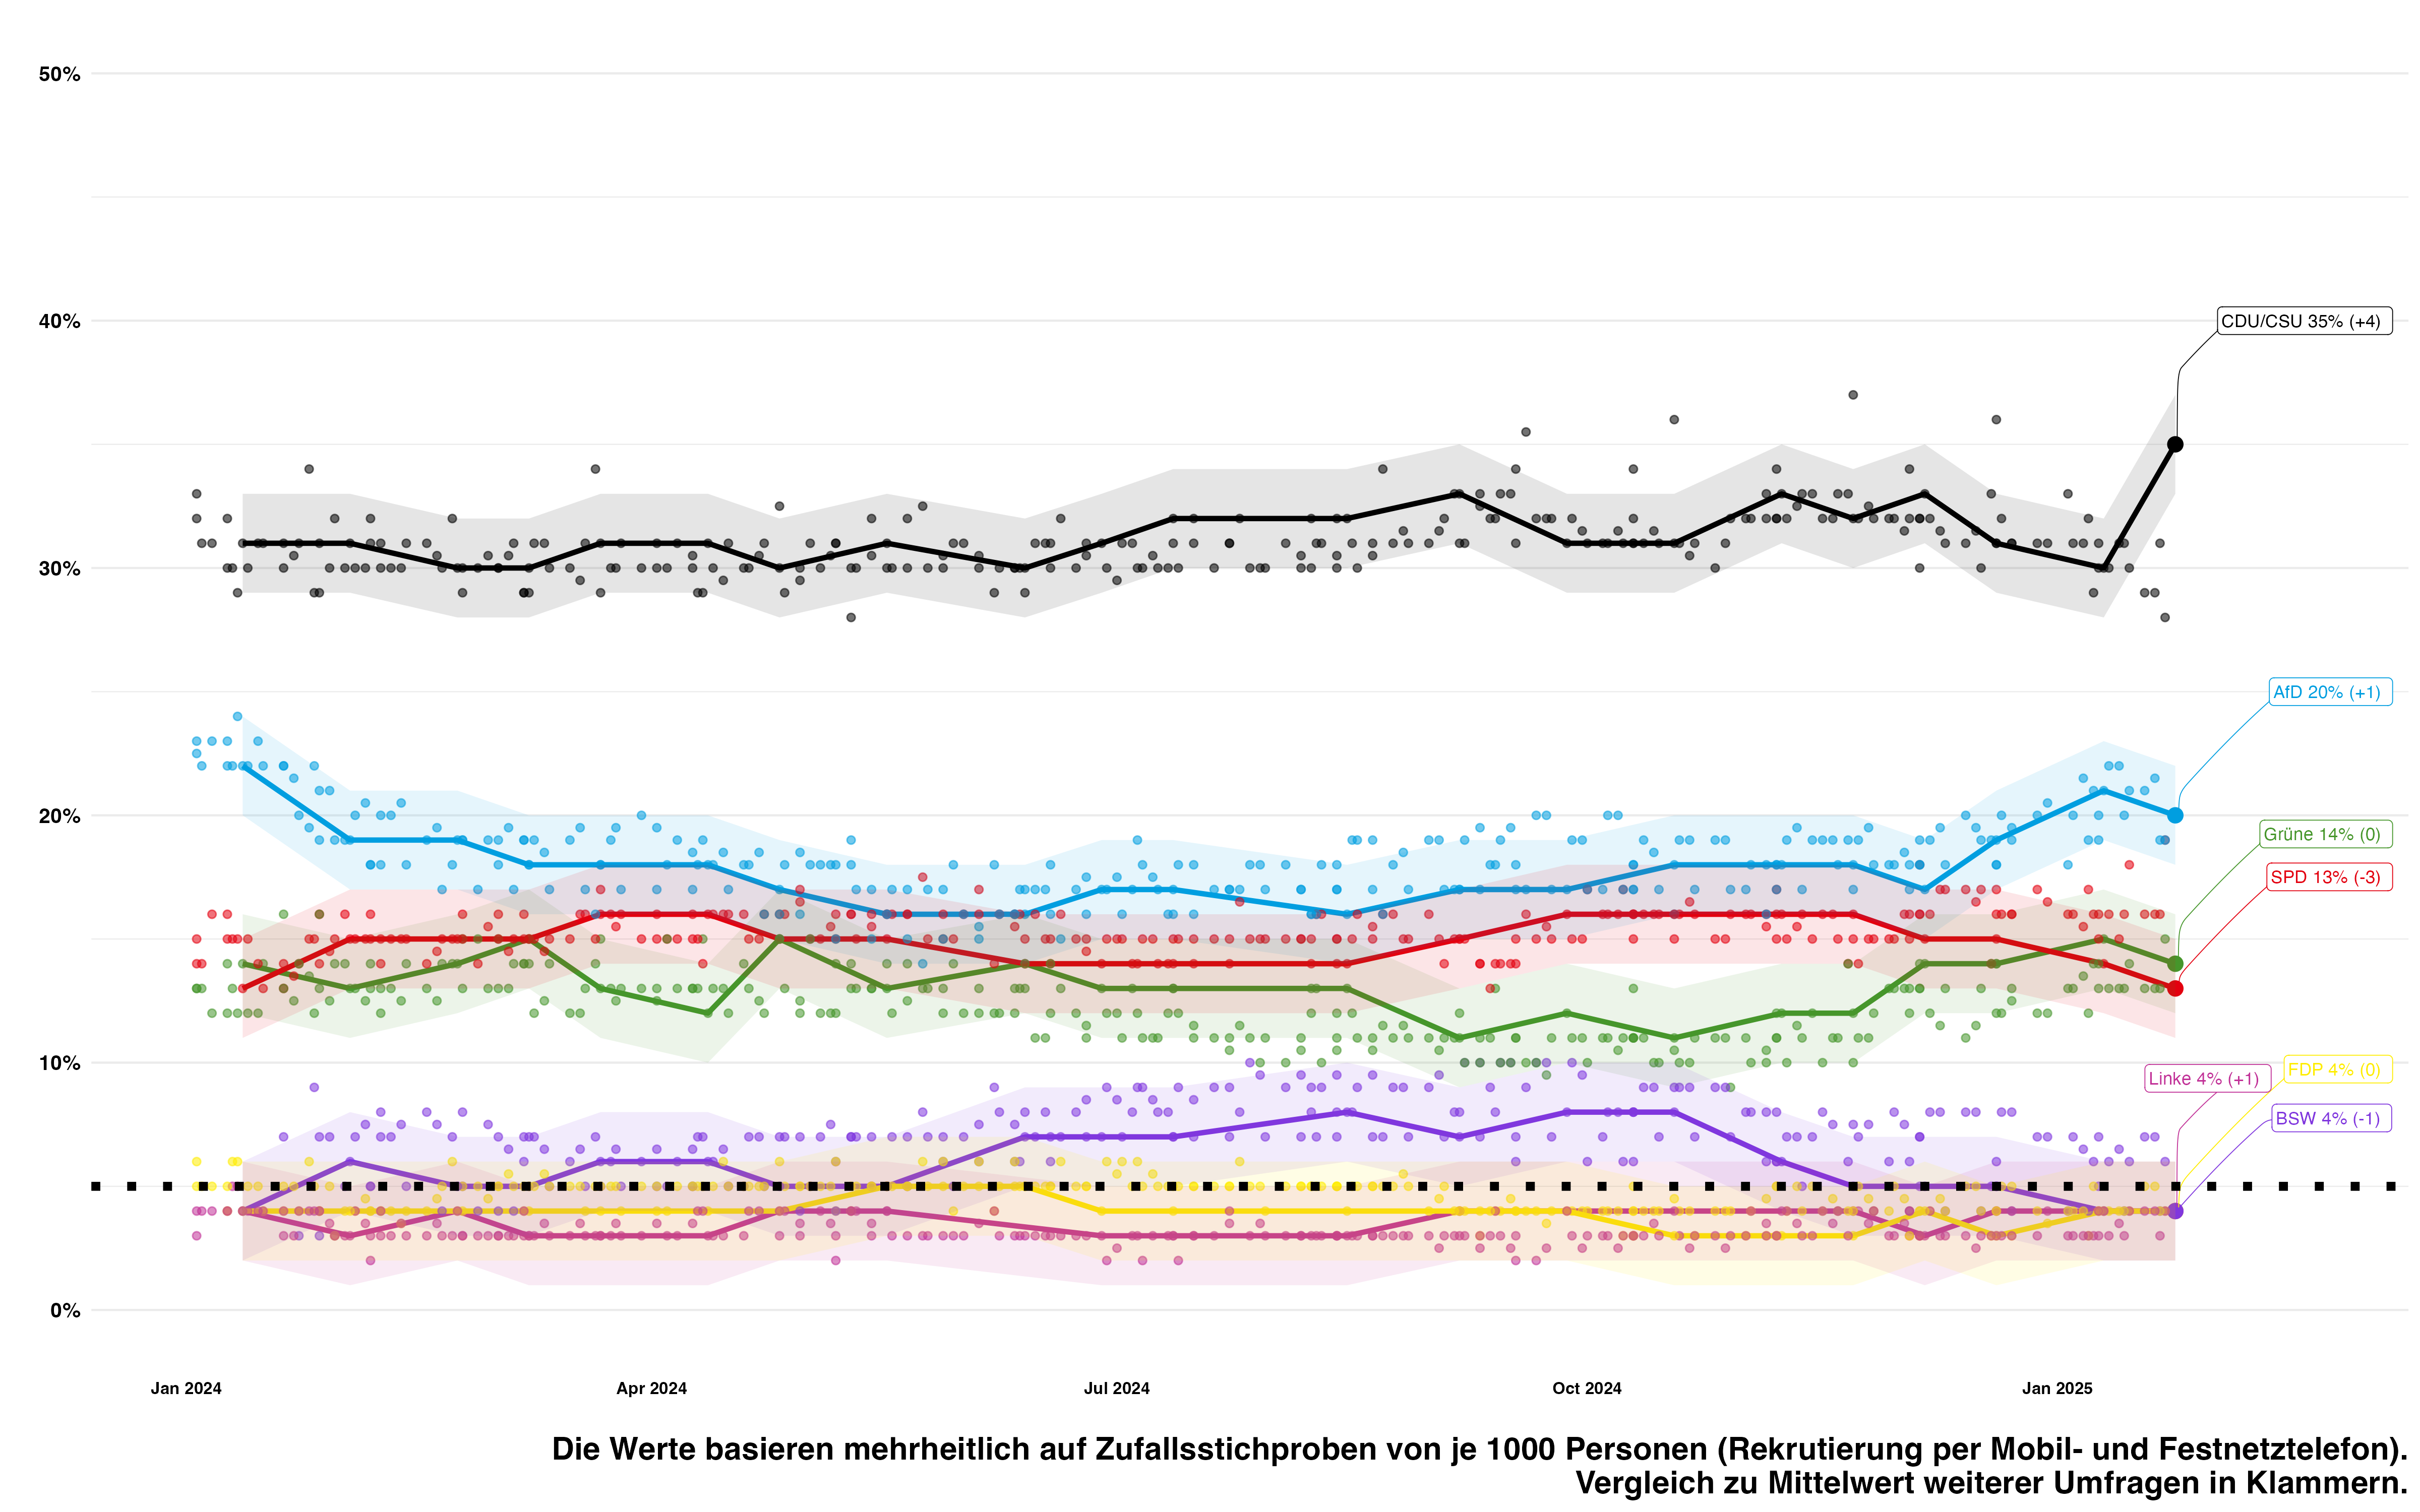 50%
40%
30%
20%
10%
0%
CDU/CSU 35% (+4)
AfD 20% (+1)
Grüne 14% (0)
SPD 13% (-3)
FDP 4% (0)
Linke 4% (+1)
BSW 4% (-1)
Jan 2024
Apr 2024
Jul 2024
Oct 2024
Jan 2025
Die Werte basieren mehrheitlich auf Zufallsstichproben von je 1000 Personen (Rekrutierung per Mobil- und Festnetztelefon).
Vergleich zu Mittelwert weiterer Umfragen in Klammern.